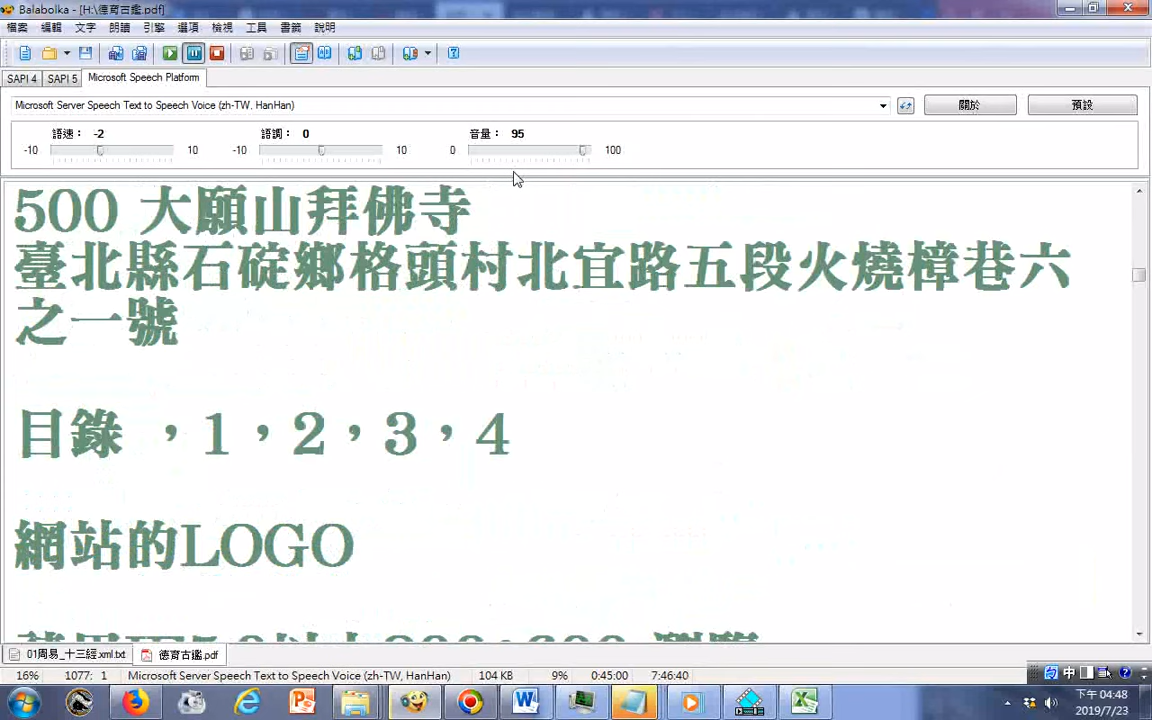 Balabolka - [H:\德育古鑑.pdf]
檔案 編輯 文字 朗讀 引擎 選項 檢視 工具 書籤 說明
SAPI 4 SAPI 5 Microsoft Speech Platform
Microsoft Server Speech Text to Speech Voice (zh-TW, HanHan) 關於 預設
語速： -2 語調： 0 音量： 95
-10 10 -10 10 0 100
500 大願山拜佛寺
臺北縣石碇鄉格頭村北宜路五段火燒樟巷六
之一號
目錄 ，1，2，3，4
網站的LOGO
01周易_十三經.xml.txt 德育古鑑.pdf
16% 1077: 1 Microsoft Server Speech Text to Speech Voice (zh-TW, HanHan) 104 KB 9% 0:45:00 7:46:40
中
下午 04:48
2019/7/23